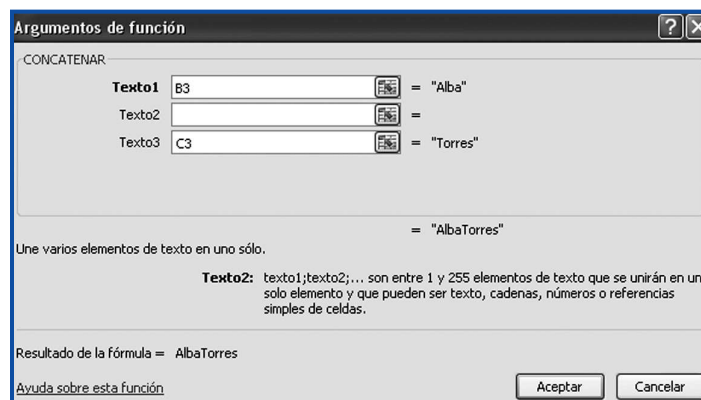 Argumentos de función
CONCATENAR
Texto1 B3 = "Alba"
Texto2 =
Texto3 C3 = "Torres"
= "AlbaTorres"
Une varios elementos de texto en uno sólo.
Texto2: texto1;texto2;... son entre 1 y 255 elementos de texto que se unirán en un
solo elemento y que pueden ser texto, cadenas, números o referencias
simples de celdas.
Resultado de la fórmula = AlbaTorres
Ayuda sobre esta función
Aceptar Cancelar